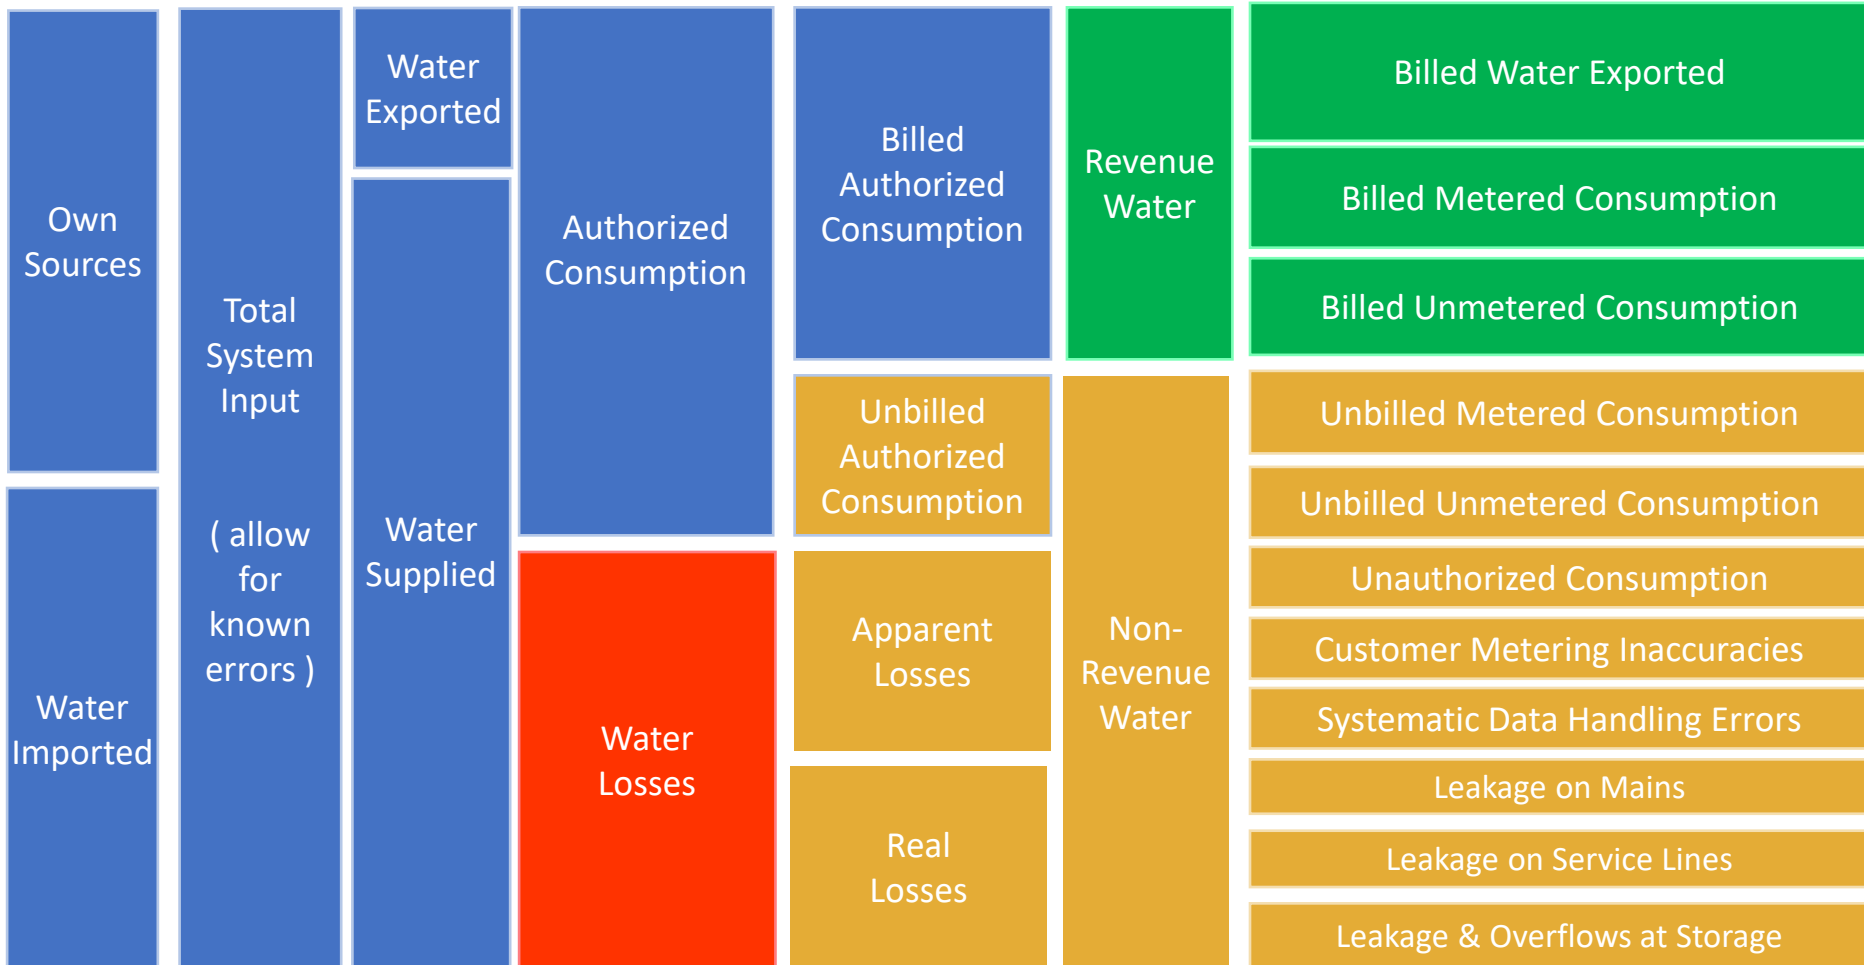 Own
Sources
Water
Imported
Total
System
Input
( allow
for
known
errors )
Water
Exported
Water
Supplied
Authorized
Consumption
Water
Losses
Billed
Authorized
Consumption
Unbilled
Authorized
Consumption
Apparent
Losses
Real
Losses
Revenue
Water
Non-
Revenue
Water
Billed Water Exported
Billed Metered Consumption
Billed Unmetered Consumption
Unbilled Metered Consumption
Unbilled Unmetered Consumption
Unauthorized Consumption
Customer Metering Inaccuracies
Systematic Data Handling Errors
Leakage on Mains
Leakage on Service Lines
Leakage & Overflows at Storage